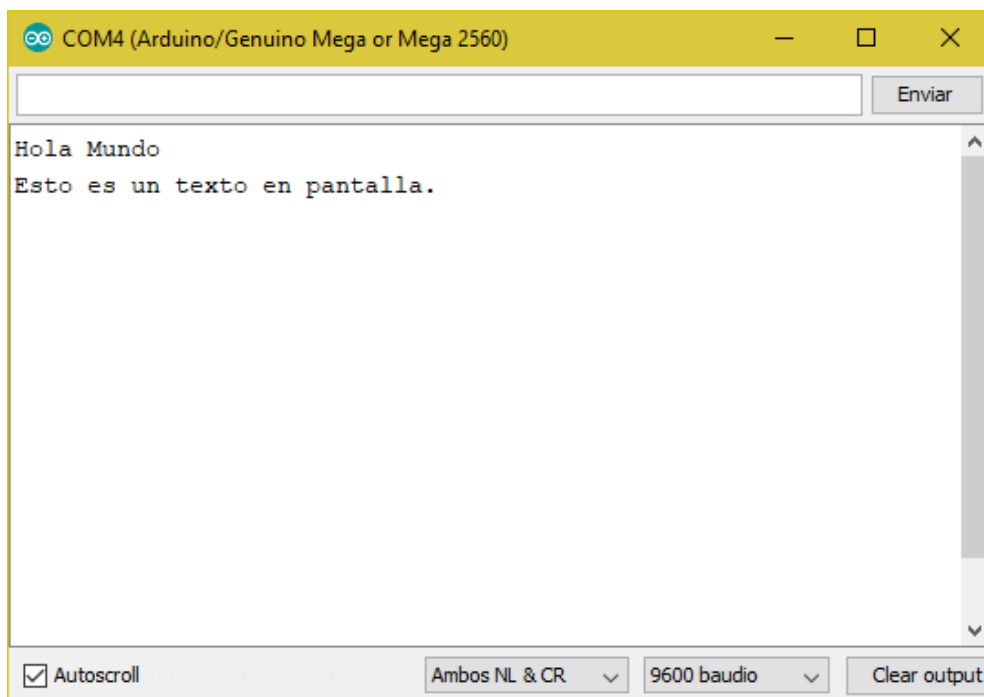 COM4 (Arduino/Genuino Mega or Mega 2560)
Enviar
Hola Mundo
Esto es un texto en pantalla.
Autoscroll
Ambos NL & CR
9600 baudio
Clear output